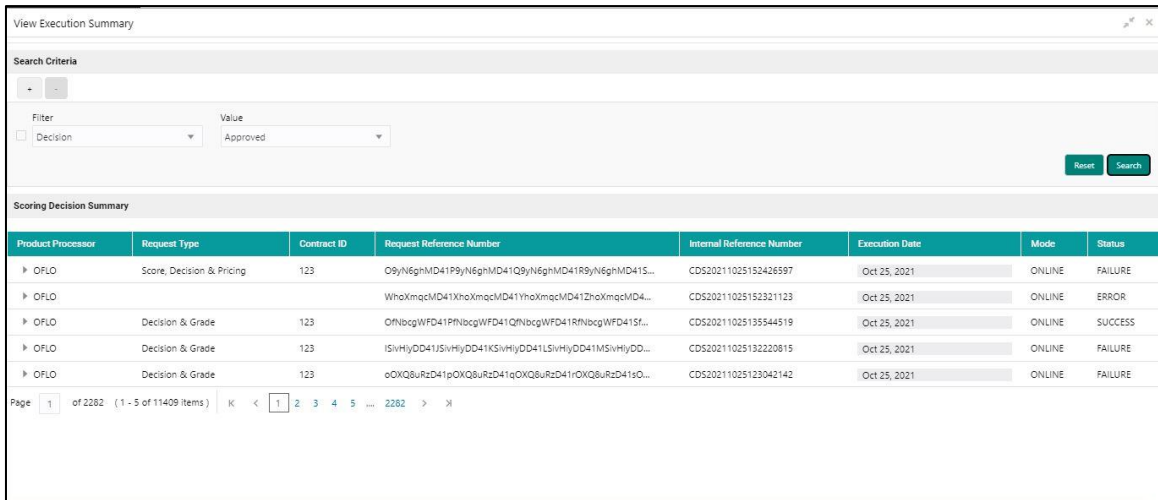 View Execution Summary
Search Criteria
+ -
Filter Value
Decision Approved
Reset Search
Scoring Decision Summary
Product Processor Request Type Contract ID Request Reference Number Internal Reference Number Execution Date Mode Status
OFLO Score, Decision & Pricing 123 O9yN6ghMD41P9yN6ghMD41Q9yN6ghMD41R9yN6ghMD41S... CDS20211025152426597 Oct 25, 2021 ONLINE FAILURE
OFLO WhoXmqcMD41XhoXmqcMD41YhoXmqcMD41ZhoXmqcMD4... CDS20211025152321123 Oct 25, 2021 ONLINE ERROR
OFLO Decision & Grade 123 OfNbcgWFD41PfNbcgWFD41QfNbcgWFD41RfNbcgWFD41Sf... CDS20211025135544519 Oct 25, 2021 ONLINE SUCCESS
OFLO Decision & Grade 123 ISivHiyDD41JSivHiyDD41KSivHiyDD41LSivHiyDD41MSivHiyDD... CDS20211025132220815 Oct 25, 2021 ONLINE FAILURE
OFLO Decision & Grade 123 oOXQ8uRzD41pOXQ8uRzD41qOXQ8uRzD41rOXQ8uRzD41sO... CDS20211025123042142 Oct 25, 2021 ONLINE FAILURE
Page 1 of 2282 (1 - 5 of 11409 items) K < 1 2 3 4 5 .... 2282 > >|